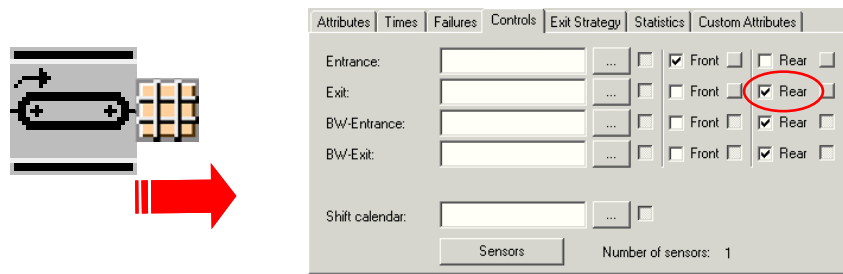 Attributes Times Failures Controls Exit Strategy Statistics Custom Attributes
Entrance: ... Front Rear
Exit: ... Front Rear
BW-Entrance: ... Front Rear
BW-Exit: ... Front Rear
Shift calendar: ...
Sensors Number of sensors: 1